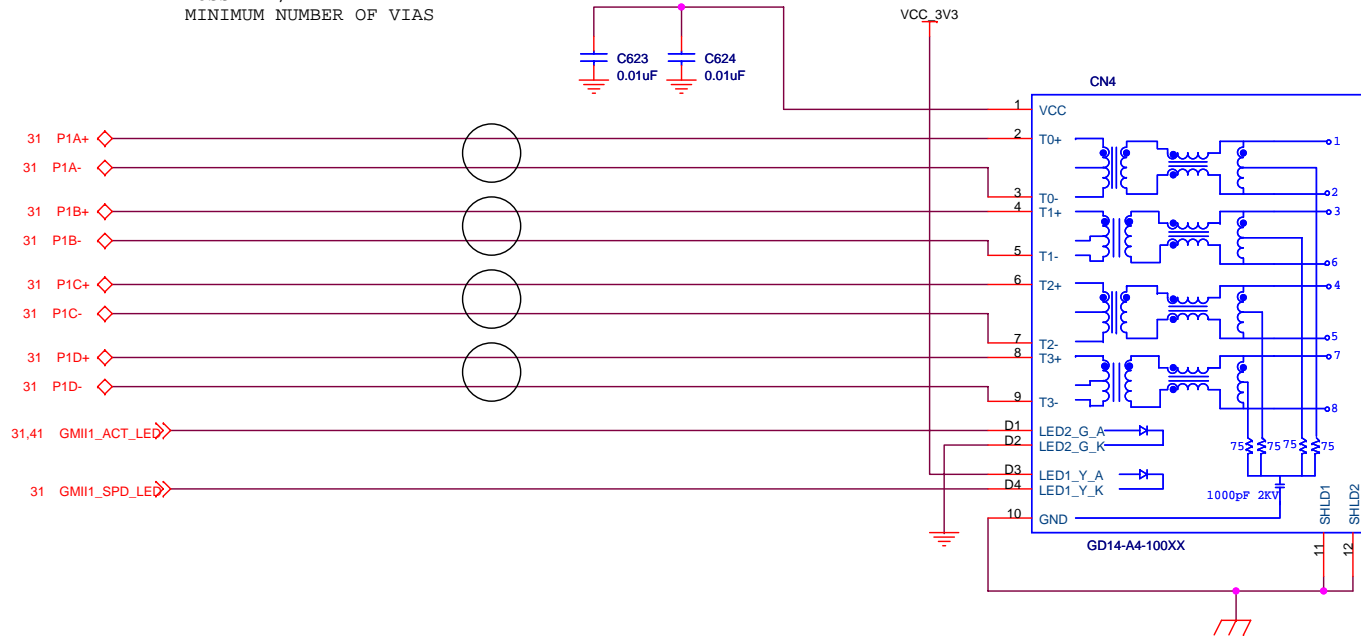 MINIMUM NUMBER OF VIAS
VCC_3V3
C623
0.01uF
C624
0.01uF
CN4
1 VCC
31 P1A+
2 T0+
1
31 P1A-
3 T0-
2
31 P1B+
4 T1+
3
31 P1B-
5 T1-
6
31 P1C+
6 T2+
4
31 P1C-
7 T2-
5
31 P1D+
8 T3+
7
31 P1D-
9 T3-
8
31,41 GMII1_ACT_LED
D1 LED2_G_A
D2 LED2_G_K
75 75 75 75
D3 LED1_Y_A
31 GMII1_SPD_LED
D4 LED1_Y_K
1000pF 2KV
10 GND
SHLD1
SHLD2
GD14-A4-100XX
11
12